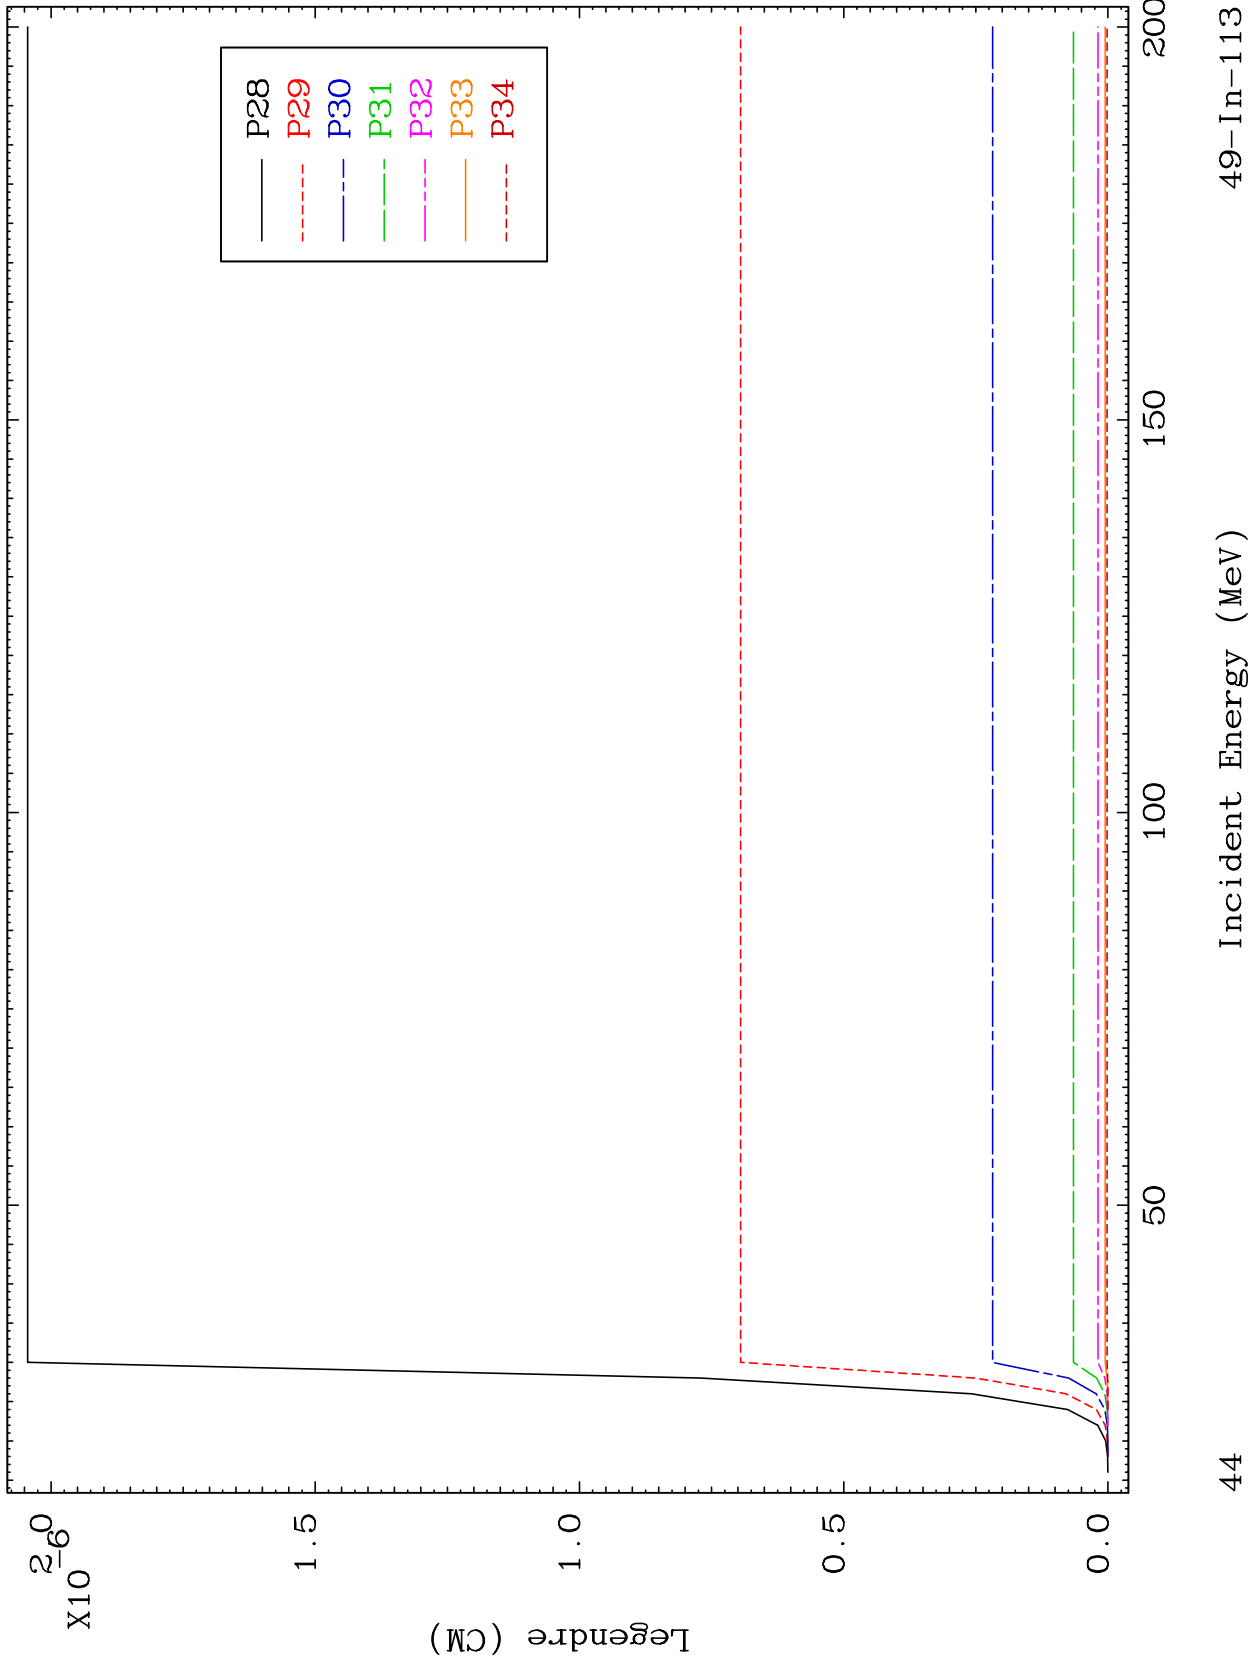 X10
-6
2.0
1.5
1.0
0.5
0.0
Legendre (CM)
P28
P29
P30
P31
P32
P33
P34
50
100
150
200
Incident Energy (MeV)
44
49-In-113